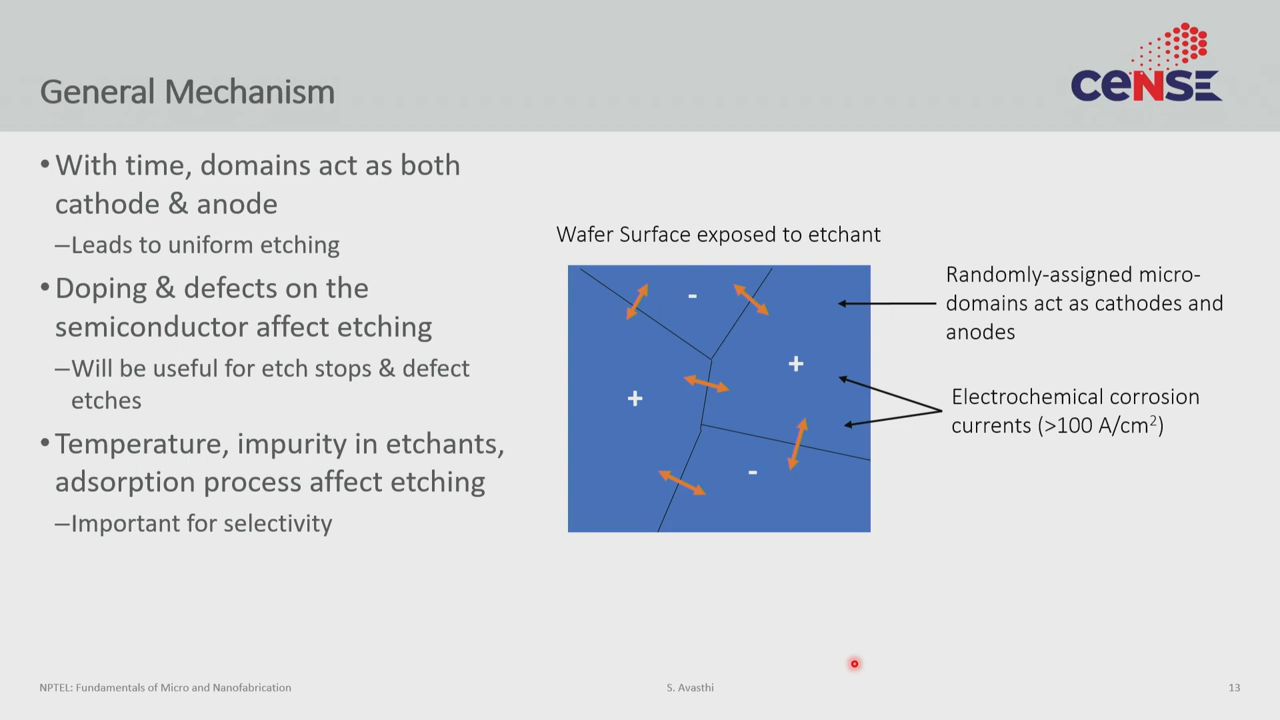 General Mechanism
ceNSE
•With time, domains act as both
cathode & anode
–Leads to uniform etching
•Doping & defects on the
semiconductor affect etching
–Will be useful for etch stops & defect
etches
•Temperature, impurity in etchants,
adsorption process affect etching
–Important for selectivity
Wafer Surface exposed to etchant
-
+
+
-
Randomly-assigned micro-
domains act as cathodes and
anodes
Electrochemical corrosion
currents (>100 A/cm²)
NPTEL: Fundamentals of Micro and Nanofabrication
S. Avasthi
13